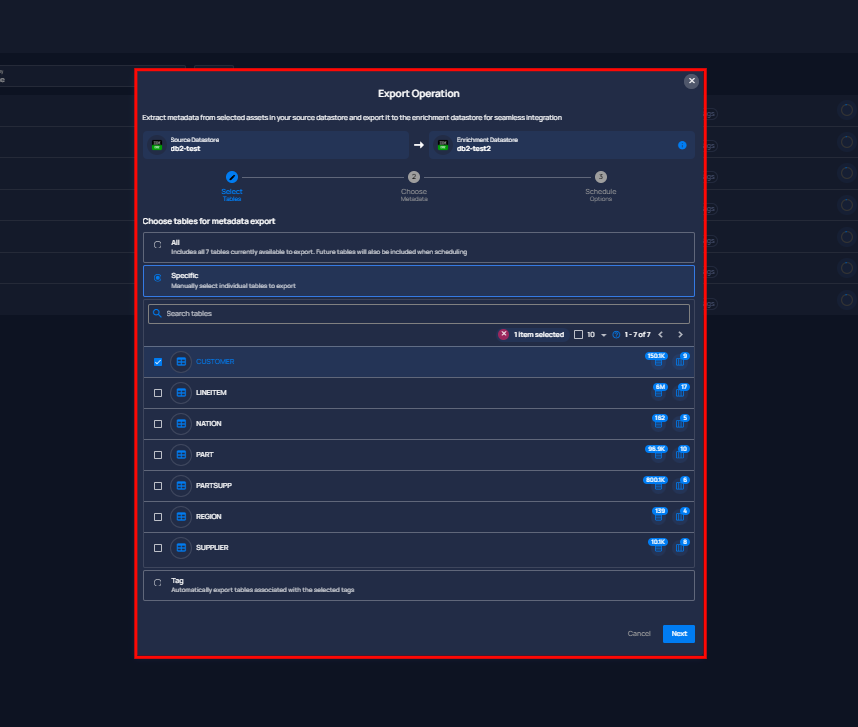 Export Operation
Extract metadata from selected assets in your source datastore and export it to the enrichment datastore for seamless integration
Source Datastore
db2-test
Enrichment Datastore
db2-test2
Select
Tables
2
Choose
Metadata
3
Schedule
Options
Choose tables for metadata export
All
Includes all 7 tables currently available to export. Future tables will also be included when scheduling
Specific
Manually select individual tables to export
Search tables
1 item selected
10
1 - 7 of 7
CUSTOMER
150.1K
9
LINEITEM
6M
17
NATION
162
5
PART
10
PARTSUPP
800.1K
6
REGION
139
4
SUPPLIER
10.1K
8
Tag
Automatically export tables associated with the selected tags
Cancel
Next